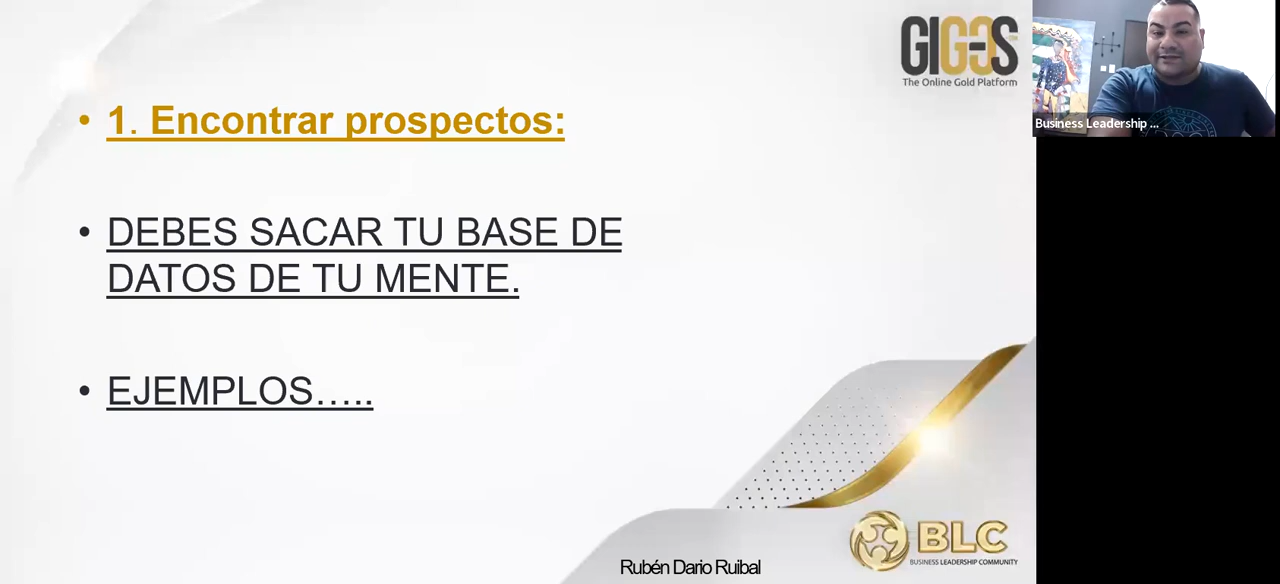 GIGOS
The Online Gold Platform
Business Leadership ...
• 1. Encontrar prospectos:
• DEBES SACAR TU BASE DE
DATOS DE TU MENTE.
• EJEMPLOS…..
BLC
BUSINESS LEADERSHIP COMMUNITY
Rubén Dario Ruibal